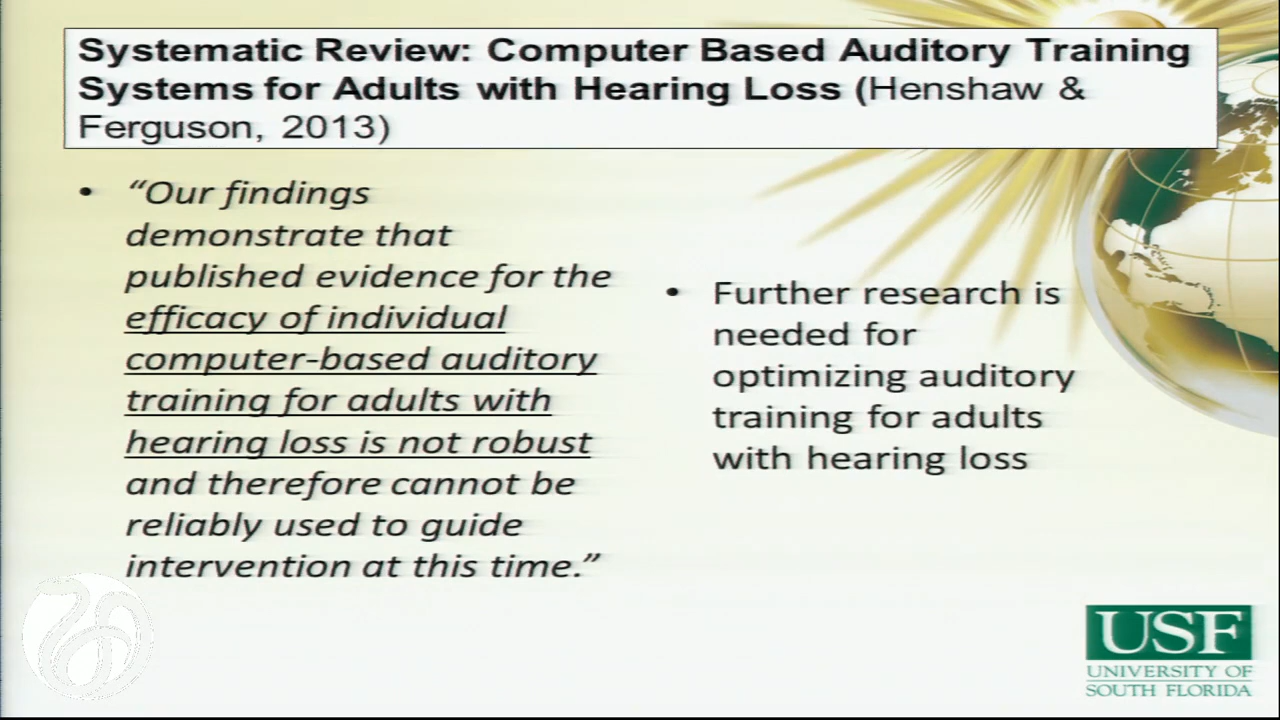 Systematic Review: Computer Based Auditory Training
Systems for Adults with Hearing Loss (Henshaw &
Ferguson, 2013)
• “Our findings
demonstrate that
published evidence for the
efficacy of individual
computer-based auditory
training for adults with
hearing loss is not robust
and therefore cannot be
reliably used to guide
intervention at this time.”
• Further research is
needed for
optimizing auditory
training for adults
with hearing loss
USF
UNIVERSITY OF
SOUTH FLORIDA